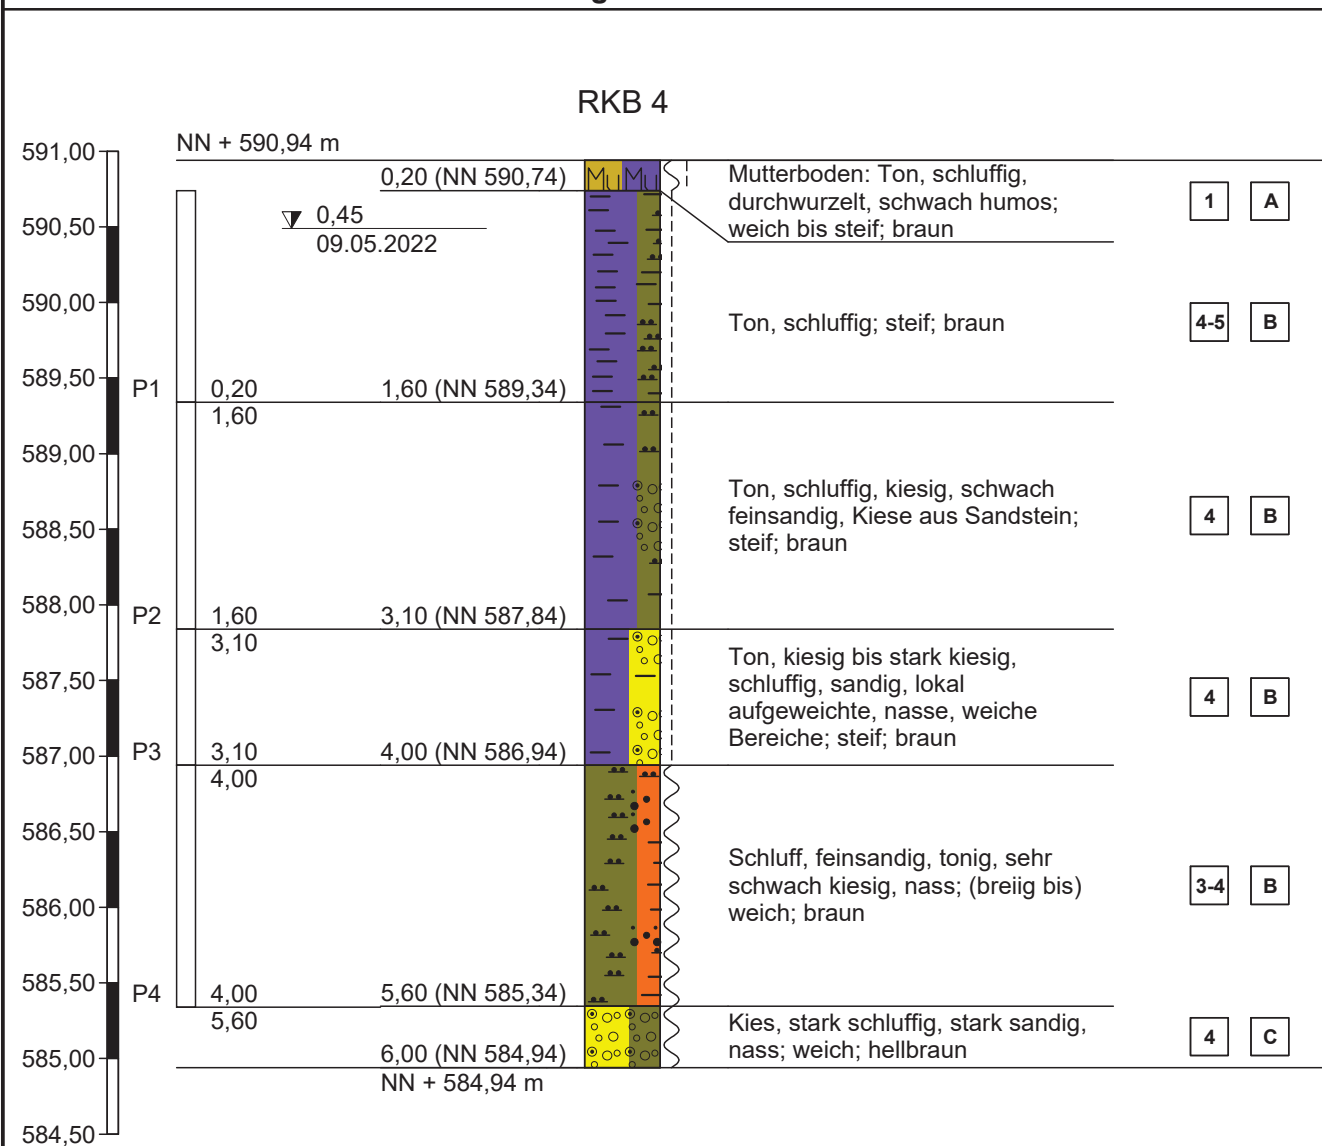 RKB 4
NN + 590,94 m
591,00
590,50
590,00
589,50
589,00
588,50
588,00
587,50
587,00
586,50
586,00
585,50
585,00
584,50
0,20 (NN 590,74)
Mu Mu
Mutterboden: Ton, schluffig,
durchwurzelt, schwach humos;
weich bis steif; braun
1 A
0,45
09.05.2022
Ton, schluffig; steif; braun
4-5 B
P1 0,20 1,60 (NN 589,34)
1,60
Ton, schluffig, kiesig, schwach
feinsandig, Kiese aus Sandstein;
steif; braun
4 B
P2 1,60 3,10 (NN 587,84)
3,10
Ton, kiesig bis stark kiesig,
schluffig, sandig, lokal
aufgeweichte, nasse, weiche
Bereiche; steif; braun
4 B
P3 3,10 4,00 (NN 586,94)
4,00
Schluff, feinsandig, tonig, sehr
schwach kiesig, nass; (breiig bis)
weich; braun
3-4 B
P4 4,00 5,60 (NN 585,34)
5,60
Kies, stark schluffig, stark sandig,
nass; weich; hellbraun
4 C
6,00 (NN 584,94)
NN + 584,94 m